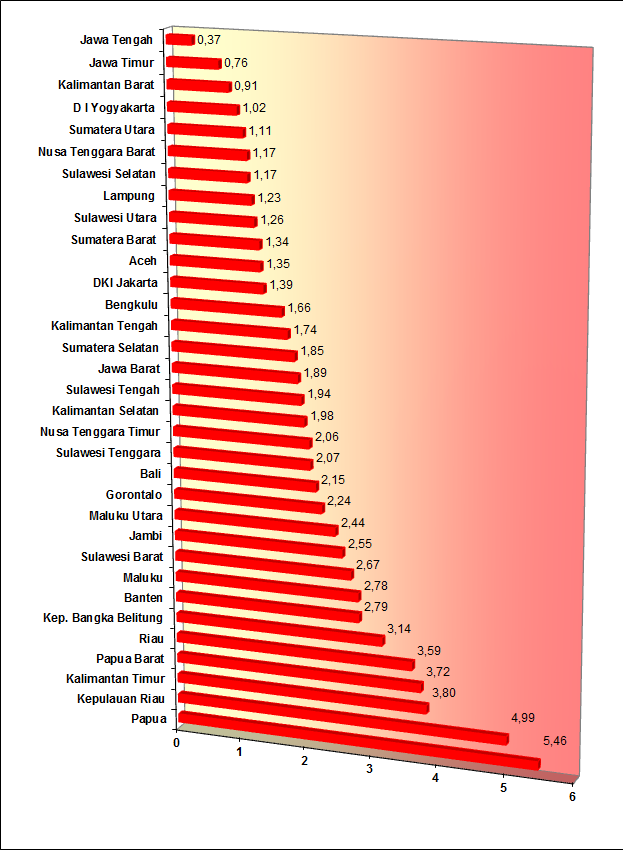 Jawa Tengah 0,37
Jawa Timur 0,76
Kalimantan Barat 0,91
D I Yogyakarta 1,02
Sumatera Utara 1,11
Nusa Tenggara Barat 1,17
Sulawesi Selatan 1,17
Lampung 1,23
Sulawesi Utara 1,26
Sumatera Barat 1,34
Aceh 1,35
DKI Jakarta 1,39
Bengkulu 1,66
Kalimantan Tengah 1,74
Sumatera Selatan 1,85
Jawa Barat 1,89
Sulawesi Tengah 1,94
Kalimantan Selatan 1,98
Nusa Tenggara Timur 2,06
Sulawesi Tenggara 2,07
Bali 2,15
Gorontalo 2,24
Maluku Utara 2,44
Jambi 2,55
Sulawesi Barat 2,67
Maluku 2,78
Banten 2,79
Kep. Bangka Belitung 3,14
Riau 3,59
Papua Barat 3,72
Kalimantan Timur 3,80
Kepulauan Riau 4,99
Papua 5,46
0 1 2 3 4 5 6